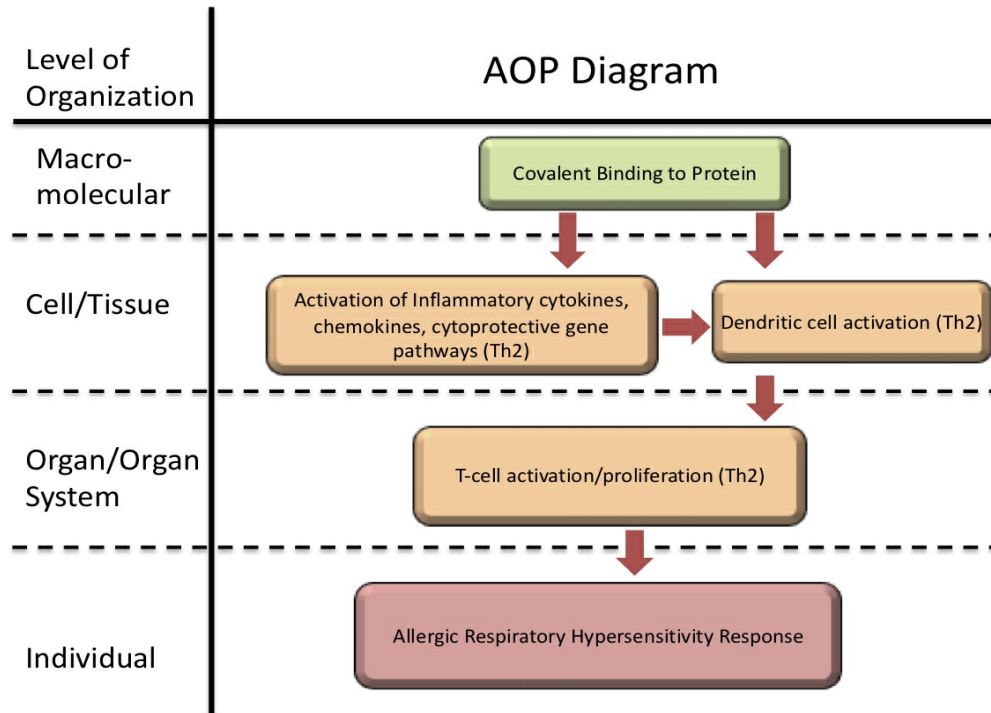 Level of
Organization
AOP Diagram
Macro-
molecular
Covalent Binding to Protein
Cell/Tissue
Activation of Inflammatory cytokines,
chemokines, cytoprotective gene
pathways (Th2)
Dendritic cell activation (Th2)
Organ/Organ
System
T-cell activation/proliferation (Th2)
Individual
Allergic Respiratory Hypersensitivity Response